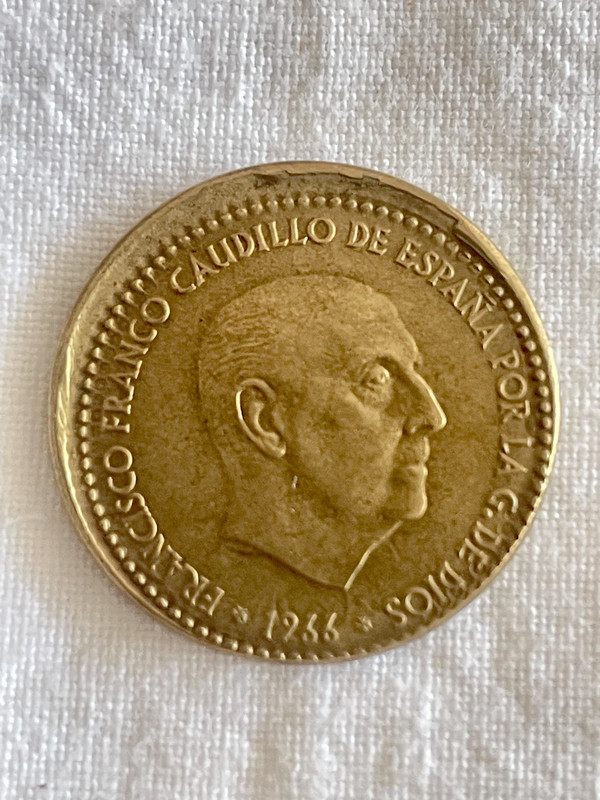 FRANCISCO FRANCO CAUDILLO DE ESPAÑA POR LA G. DE DIOS
* 1966 *